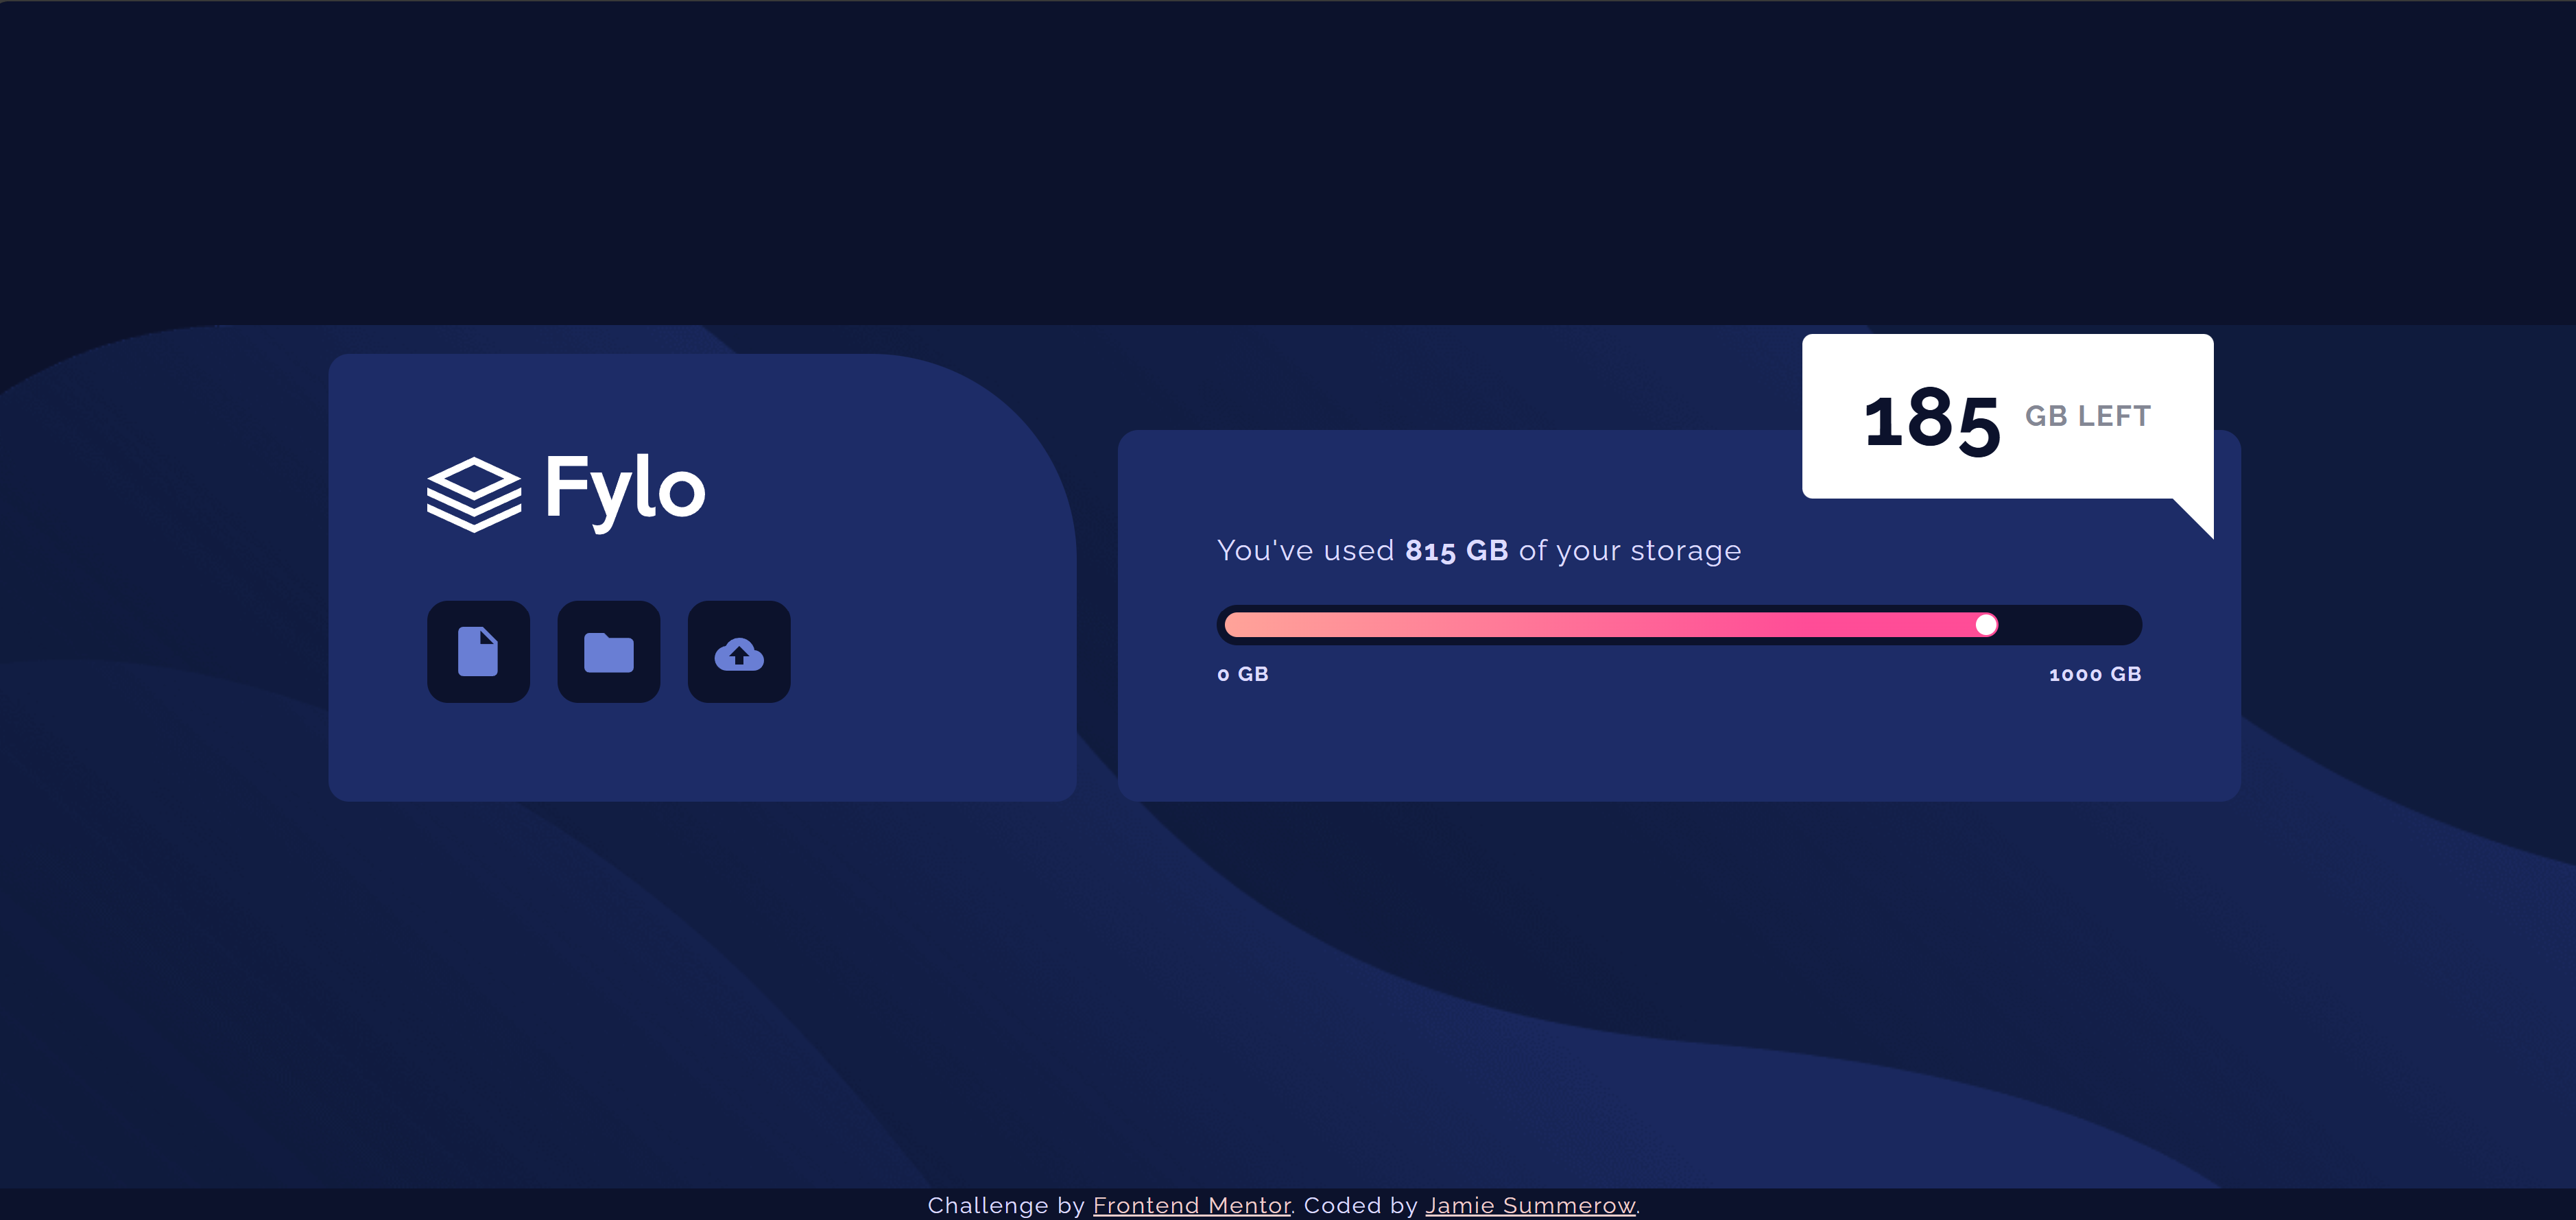 Fylo
185 GB LEFT
You've used 815 GB of your storage
0 GB 1000 GB
Challenge by Frontend Mentor. Coded by Jamie Summerow.